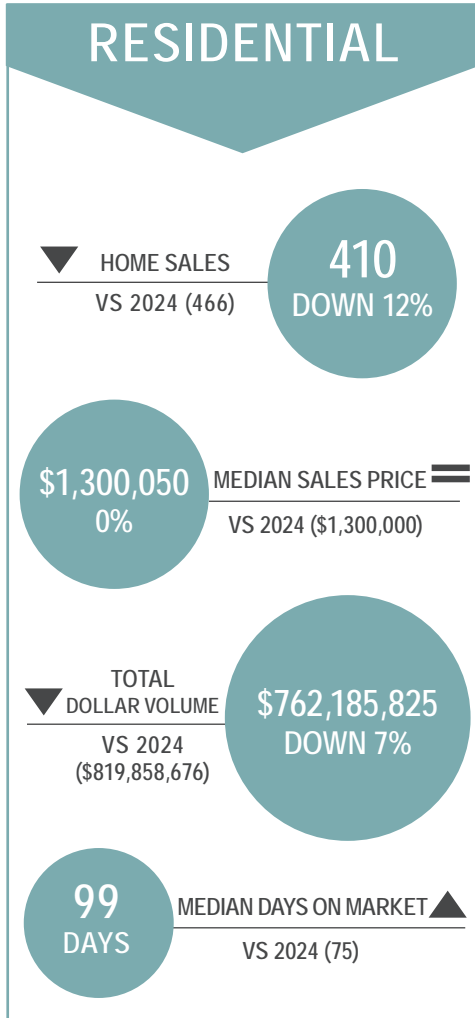 RESIDENTIAL
HOME SALES
VS 2024 (466)
410
DOWN 12%
$1,300,050
0%
MEDIAN SALES PRICE
VS 2024 ($1,300,000)
TOTAL
DOLLAR VOLUME
VS 2024
($819,858,676)
$762,185,825
DOWN 7%
99
DAYS
MEDIAN DAYS ON MARKET
VS 2024 (75)